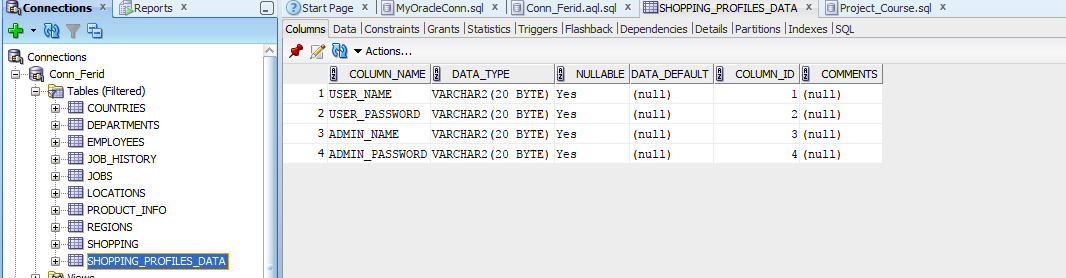 Connections x Reports x
Start Page x MyOracleConn.sql x Conn_Ferid.aql.sql x SHOPPING_PROFILES_DATA x Project_Course.sql x
Columns Data Constraints Grants Statistics Triggers Flashback Dependencies Details Partitions Indexes SQL
Actions...
Connections
Conn_Ferid
Tables (Filtered)
COUNTRIES
DEPARTMENTS
EMPLOYEES
JOB_HISTORY
JOBS
LOCATIONS
PRODUCT_INFO
REGIONS
SHOPPING
SHOPPING_PROFILES_DATA
Views
COLUMN_NAME DATA_TYPE NULLABLE DATA_DEFAULT COLUMN_ID COMMENTS
1 USER_NAME VARCHAR2(20 BYTE) Yes (null) 1 (null)
2 USER_PASSWORD VARCHAR2(20 BYTE) Yes (null) 2 (null)
3 ADMIN_NAME VARCHAR2(20 BYTE) Yes (null) 3 (null)
4 ADMIN_PASSWORD VARCHAR2(20 BYTE) Yes (null) 4 (null)